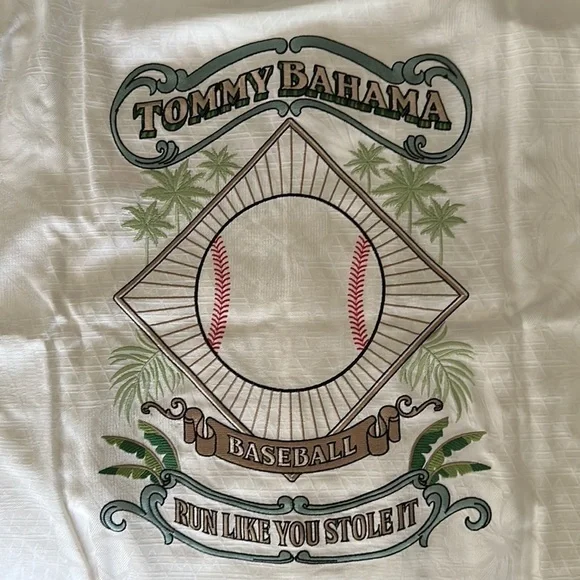 TOMMY BAHAMA
BASEBALL
RUN LIKE YOU STOLE IT